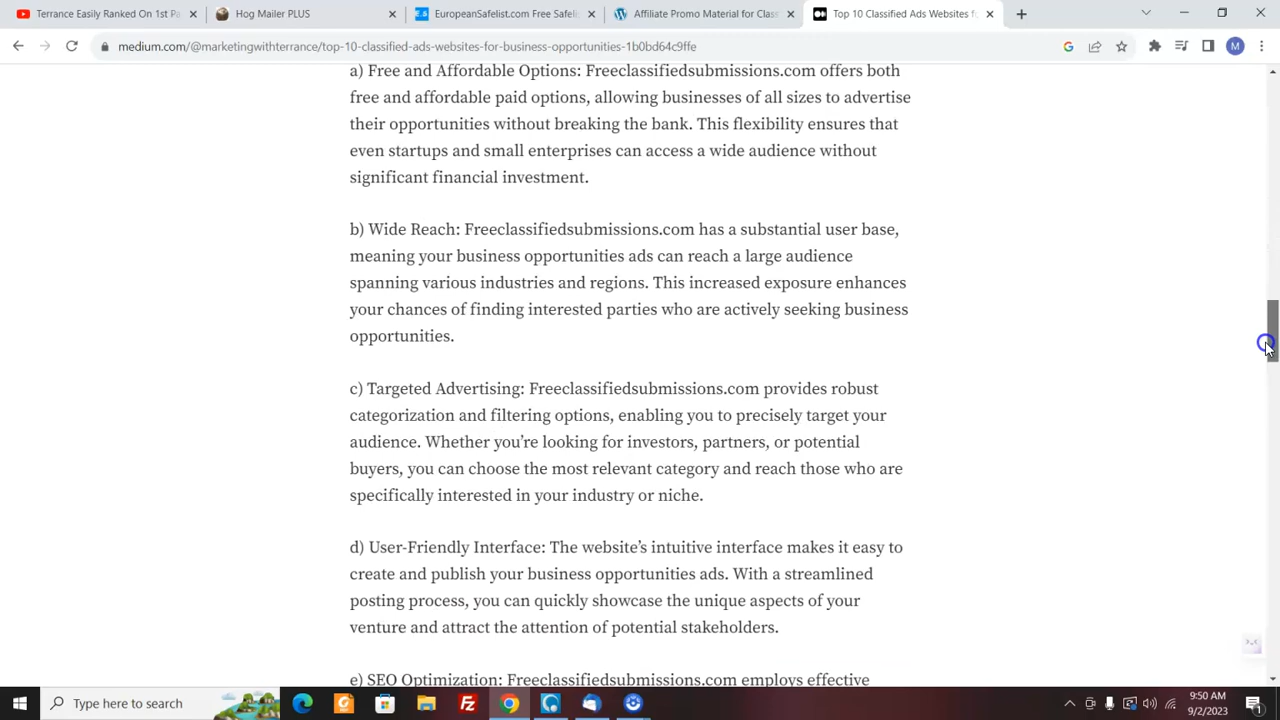 Terrance Easily Ranked On 1st Pa
Hog Mailer PLUS
EuropeanSafelist.com Free Safeli
Affiliate Promo Material for Clas
Top 10 Classified Ads Websites f
medium.com/@marketingwithterrance/top-10-classified-ads-websites-for-business-opportunities-1b0bd64c9ffe
M
a) Free and Affordable Options: Freeclassifiedsubmissions.com offers both
free and affordable paid options, allowing businesses of all sizes to advertise
their opportunities without breaking the bank. This flexibility ensures that
even startups and small enterprises can access a wide audience without
significant financial investment.
b) Wide Reach: Freeclassifiedsubmissions.com has a substantial user base,
meaning your business opportunities ads can reach a large audience
spanning various industries and regions. This increased exposure enhances
your chances of finding interested parties who are actively seeking business
opportunities.
c) Targeted Advertising: Freeclassifiedsubmissions.com provides robust
categorization and filtering options, enabling you to precisely target your
audience. Whether you’re looking for investors, partners, or potential
buyers, you can choose the most relevant category and reach those who are
specifically interested in your industry or niche.
d) User-Friendly Interface: The website’s intuitive interface makes it easy to
create and publish your business opportunities ads. With a streamlined
posting process, you can quickly showcase the unique aspects of your
venture and attract the attention of potential stakeholders.
e) SEO Optimization: Freeclassifiedsubmissions.com employs effective
Type here to search
9:50 AM
9/2/2023